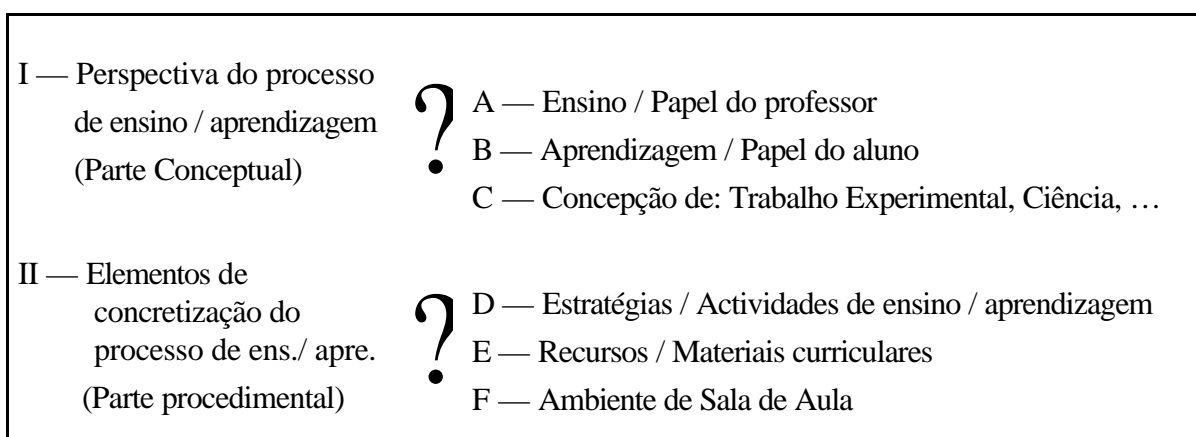 I — Perspectiva do processo
de ensino / aprendizagem
(Parte Conceptual)
?
A — Ensino / Papel do professor
B — Aprendizagem / Papel do aluno
C — Concepção de: Trabalho Experimental, Ciência, …
II — Elementos de
concretização do
processo de ens./ apre.
(Parte procedimental)
?
D — Estratégias / Actividades de ensino / aprendizagem
E — Recursos / Materiais curriculares
F — Ambiente de Sala de Aula